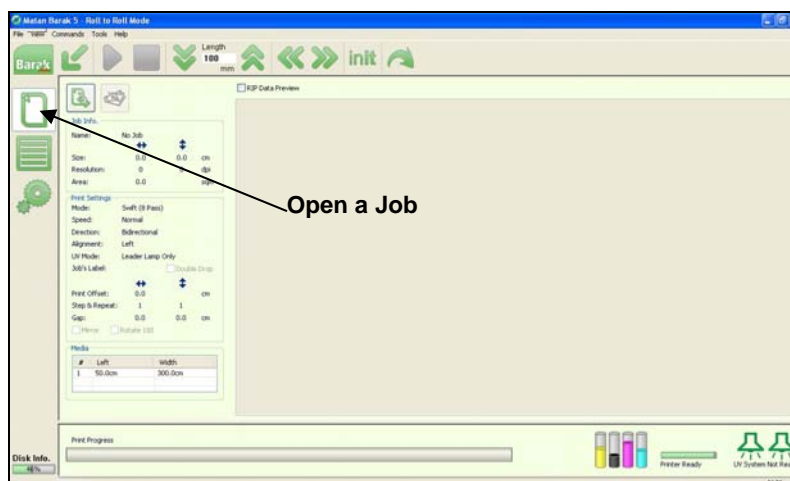 Matan Barak 5 - Roll to Roll Mode
File "View" Commands Tools Help
Barak
Length
100
mm
init
RIP Data Preview
Job Info.
Name: No Job
Size: 0.0 0.0 cm
Resolution: 0 dpi
Area: 0.0 sqm
Print Settings
Mode: Swift (8 Pass)
Speed: Normal
Direction: Bidirectional
Alignment: Left
UV Mode: Leader Lamp Only
Job's Label: Double Drop
Print Offset: 0.0 cm
Step & Repeat: 1 1
Gap: 0.0 0.0 cm
Mirror Rotate 180
Media
# Left Width
1 50.0cm 300.0cm
Open a Job
Print Progress
Disk Info.
Printer Ready
UV System Not